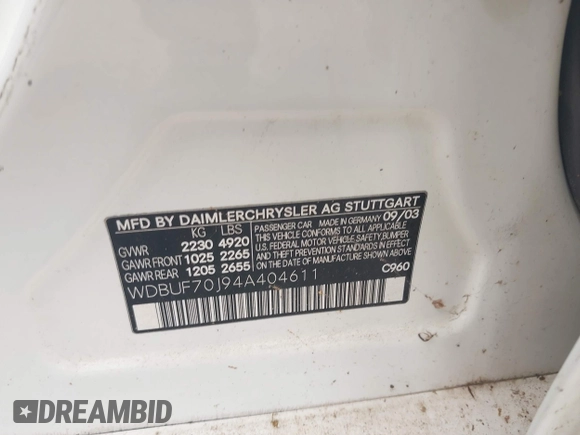 MFD BY DAIMLERCHRYSLER AG STUTTGART
KG LBS
GVWR 2230 4920
GAWR FRONT 1025 2265
GAWR REAR 1205 2655
PASSENGER CAR MADE IN GERMANY 09/03
THIS VEHICLE CONFORMS TO ALL APPLICABLE
U.S. FEDERAL MOTOR VEHICLE SAFETY, BUMPER
AND THEFT PREVENTION STANDARDS IN EFFECT
ON THE DATE OF MANUFACTURE SHOWN ABOVE
C960
WDBUF70J94A404611
DREAMBID